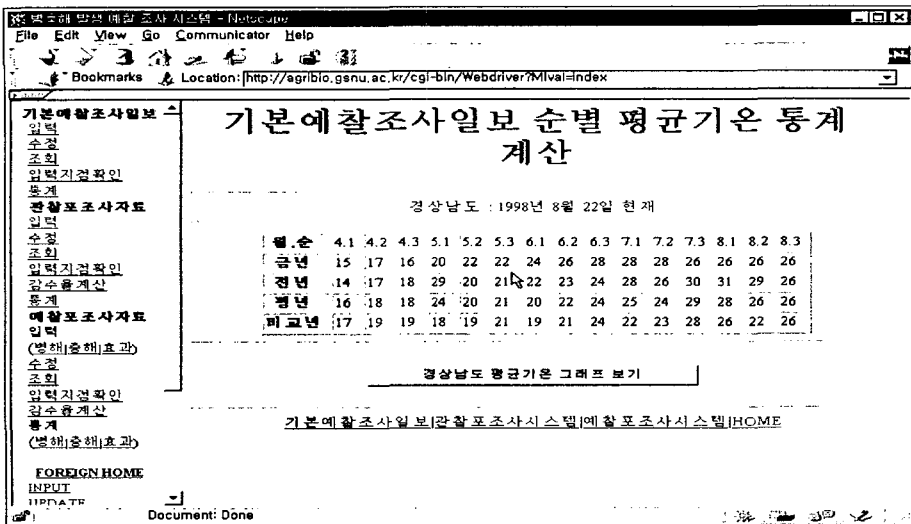 병해충 발생 예찰 조사 시스템 - Netscape
File Edit View Go Communicator Help
Bookmarks Location: http://agribio.gsnu.ac.kr/cgi-bin/Webdriver?MIval=index
기본예찰조사일보
입력
수정
조회
입력지점확인
통계
관찰포조사자료
입력
수정
조회
입력지점확인
감수율계산
통계
예찰포조사자료
입력
(병해|충해|효과)
수정
조회
입력지점확인
감수율계산
통계
(병해|충해|효과)
FOREIGN HOME
INPUT
UPDATE
기본예찰조사일보 순별 평균기온 통계
계산
경상남도 : 1998년 8월 22일 현재
월.순 4.1 4.2 4.3 5.1 5.2 5.3 6.1 6.2 6.3 7.1 7.2 7.3 8.1 8.2 8.3
금년 15 17 16 20 22 22 24 26 28 28 28 26 26 26 26
전년 14 17 18 29 20 21 22 23 24 28 26 30 31 29 26
평년 16 18 18 24 20 21 20 22 24 25 24 29 28 26 26
비교년 17 19 19 18 19 21 19 21 24 22 23 28 26 22 26
경상남도 평균기온 그래프 보기
기본예찰조사일보|관찰포조사시스템|예찰포조사시스템|HOME
Document: Done